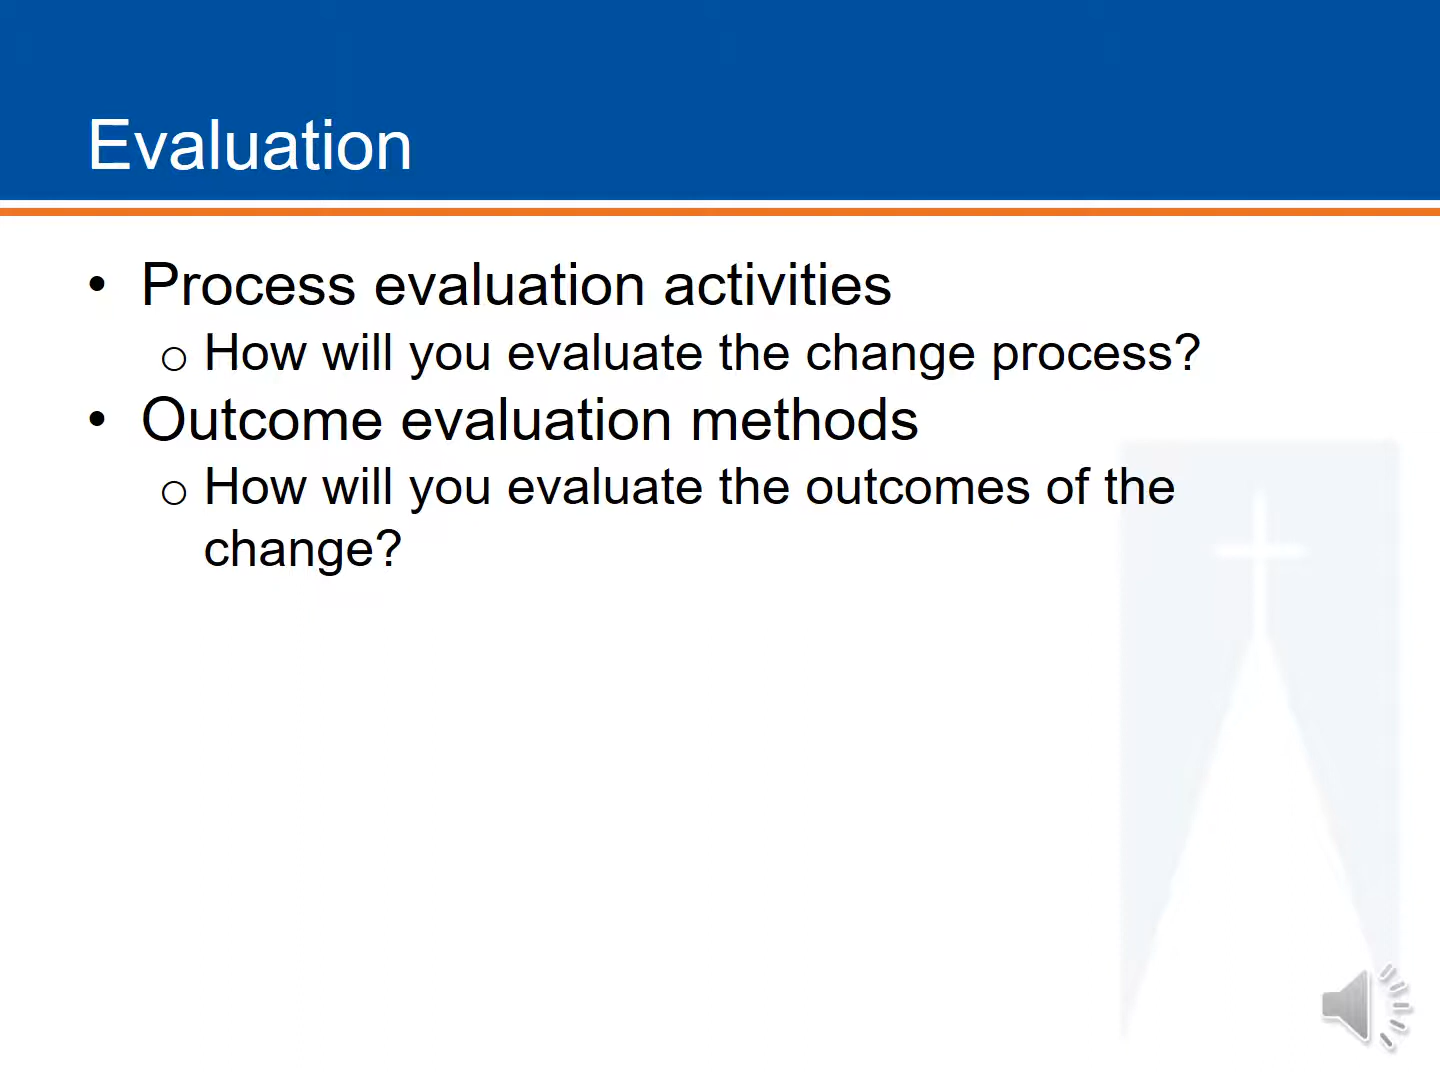 Evaluation
• Process evaluation activities
o How will you evaluate the change process?
• Outcome evaluation methods
o How will you evaluate the outcomes of the
change?